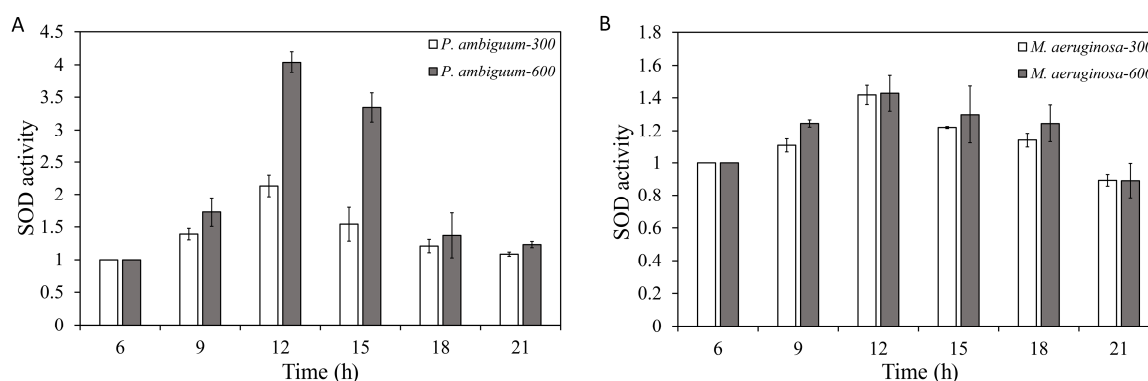 A
SOD activity
4.5
4
3.5
3
2.5
2
1.5
1
0.5
0
P. ambiguum-300
P. ambiguum-600
6 9 12 15 18 21
Time (h)
B
SOD activity
1.8
1.6
1.4
1.2
1
0.8
0.6
0.4
0.2
0
M. aeruginosa-300
M. aeruginosa-600
6 9 12 15 18 21
Time (h)